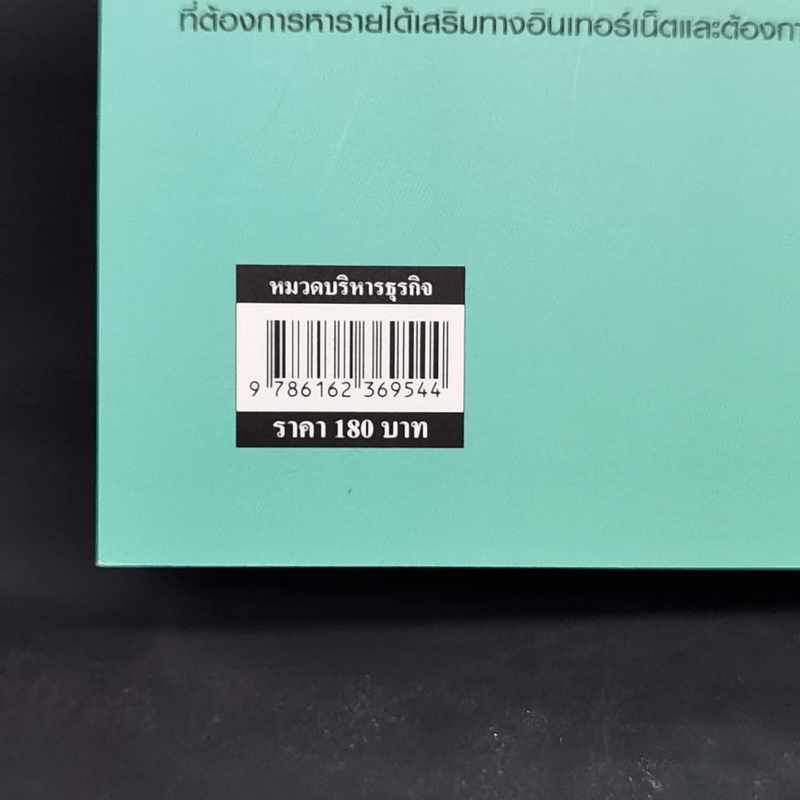 ที่ต้องการหารายได้เสริมทางอินเทอร์เน็ตและต้องกา
หมวดบริหารธุรกิจ
9 786162 369544
ราคา 180 บาท